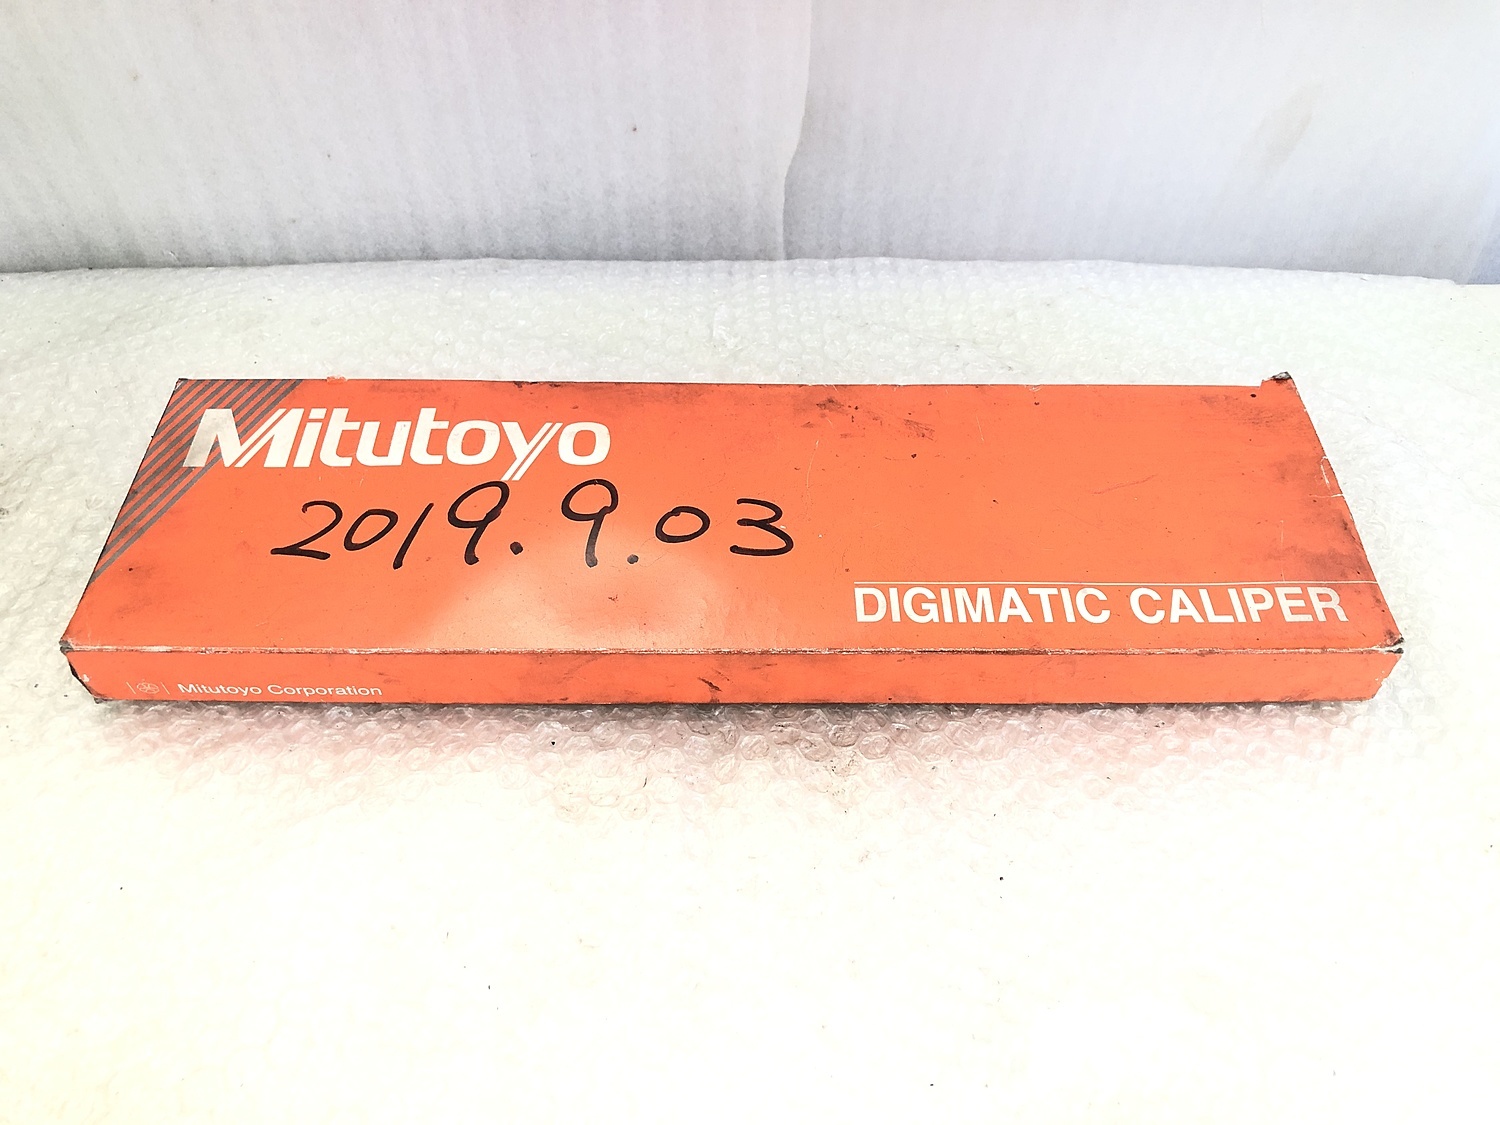 Mitutoyo
2019.9.03
DIGIMATIC CALIPER
Mitutoyo Corporation